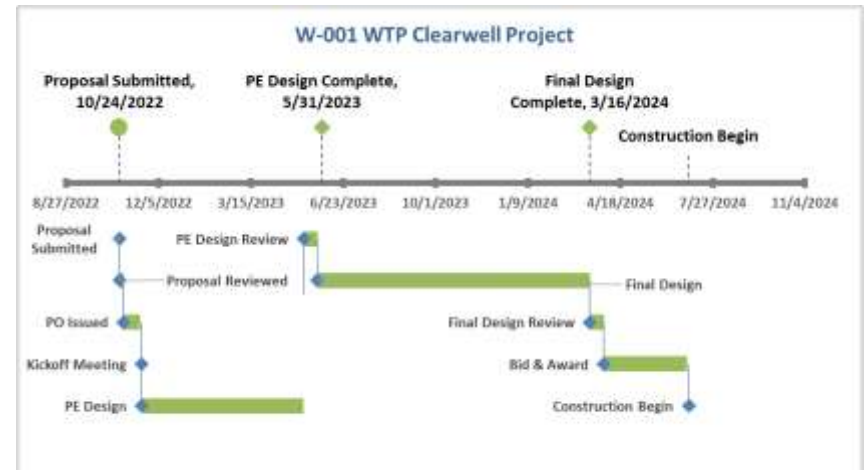 W-001 WTP Clearwell Project
Proposal Submitted,
10/24/2022
PE Design Complete,
5/31/2023
Final Design
Complete, 3/16/2024
Construction Begin
8/27/2022 12/5/2022 3/15/2023 6/23/2023 10/1/2023 1/9/2024 4/18/2024 7/27/2024 11/4/2024
Proposal
Submitted
PE Design Review
Proposal Reviewed
Final Design
PO Issued
Final Design Review
Kickoff Meeting
Bid & Award
PE Design
Construction Begin